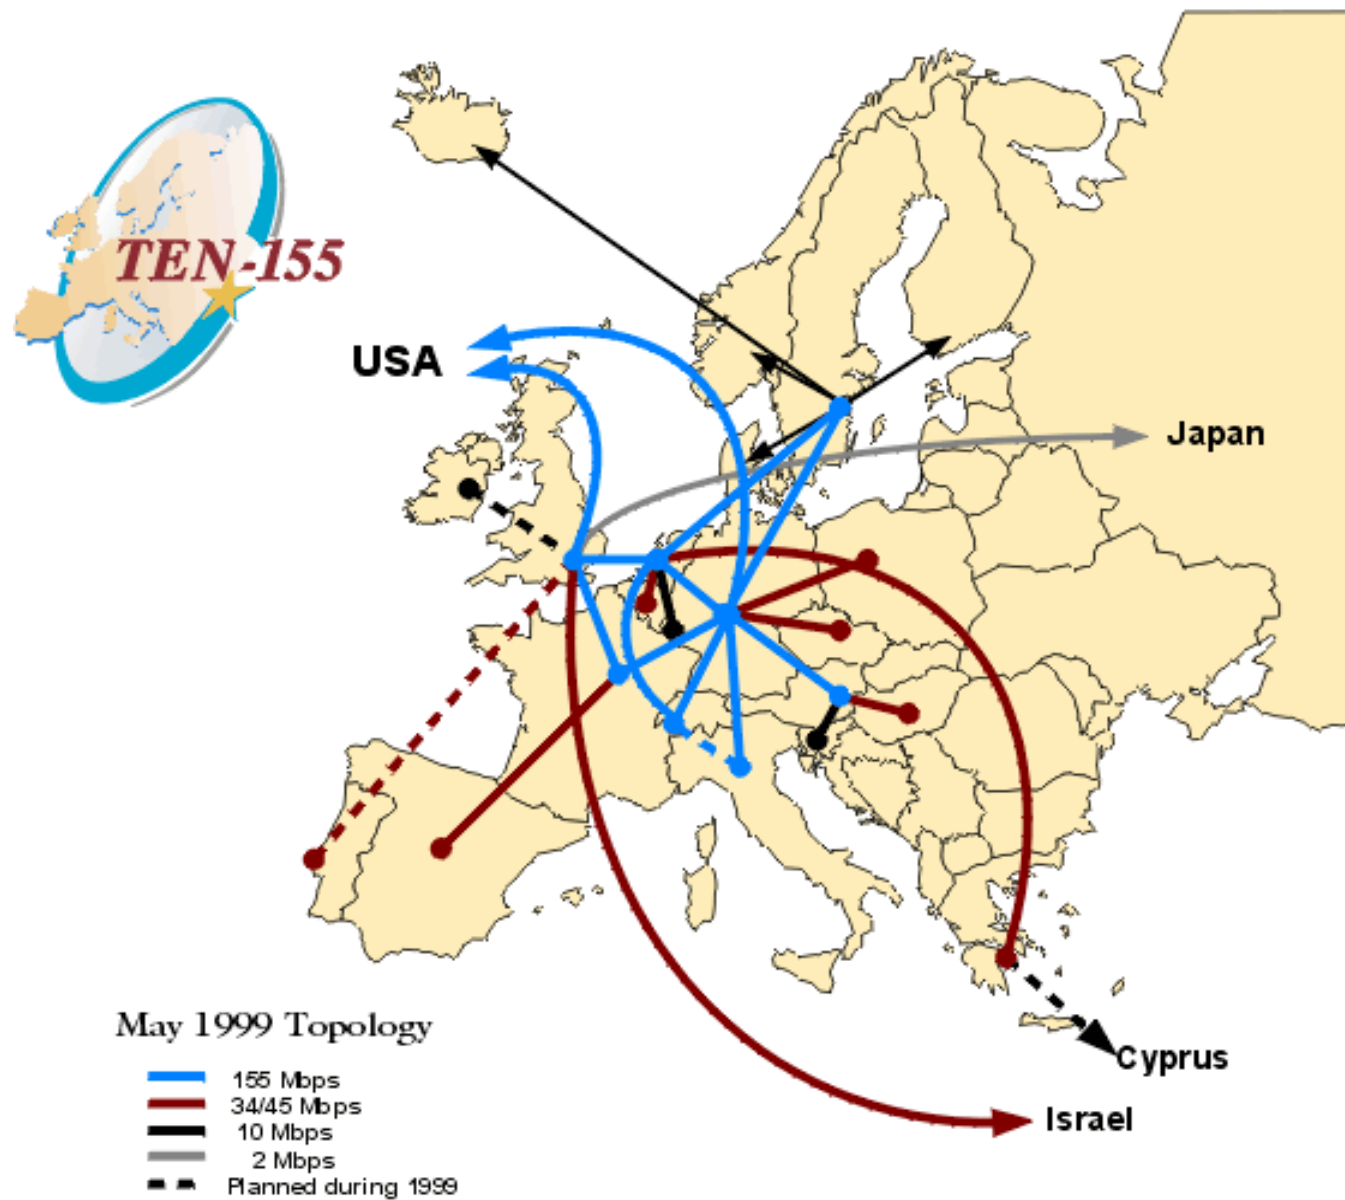 TEN-155
USA
Japan
Cyprus
Israel
May 1999 Topology
155 Mbps
34/45 Mbps
10 Mbps
2 Mbps
Planned during 1999